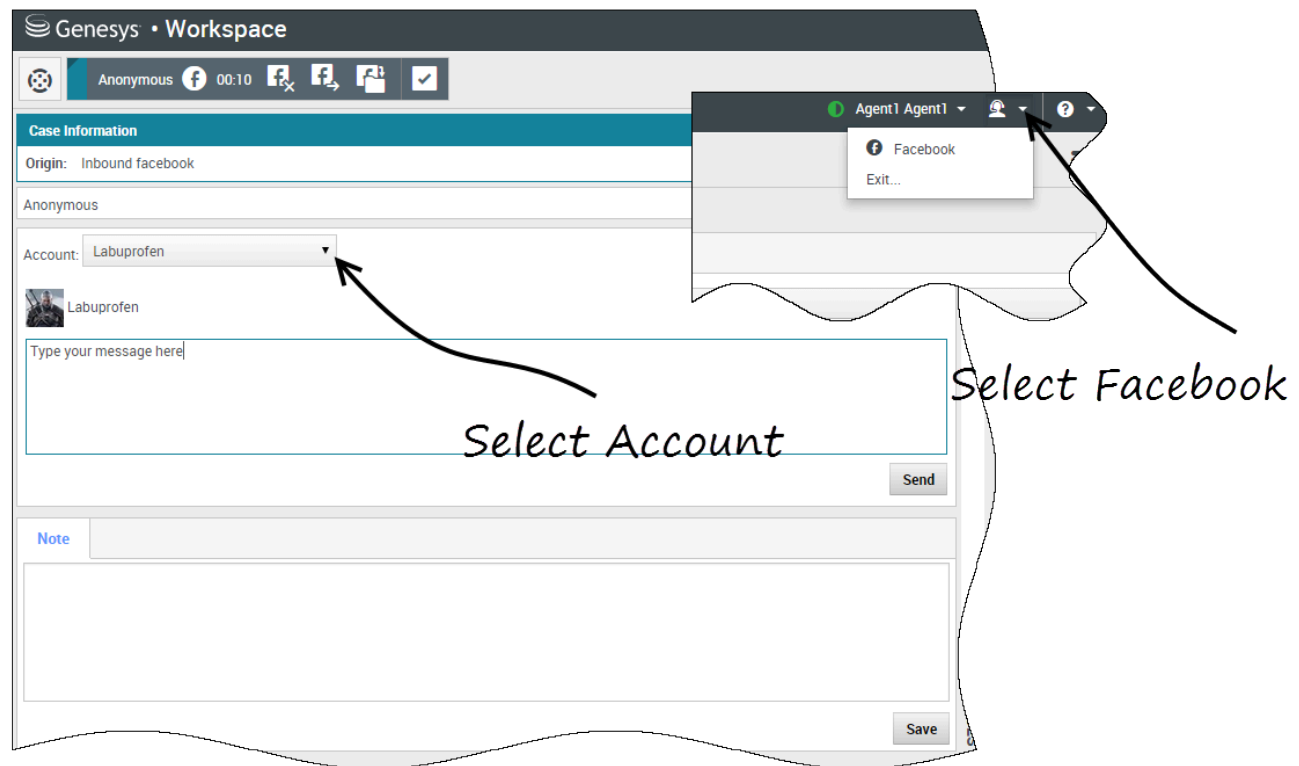 Genesys • Workspace
Anonymous 00:10
Agent1 Agent1
Case Information
Facebook
Origin: Inbound facebook
Exit...
Anonymous
Account: Labuprofen
Labuprofen
Type your message here
Select Facebook
Select Account
Send
Note
Save